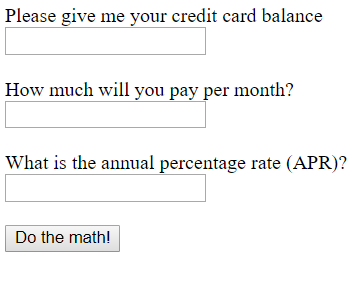 Please give me your credit card balance
How much will you pay per month?
What is the annual percentage rate (APR)?
Do the math!